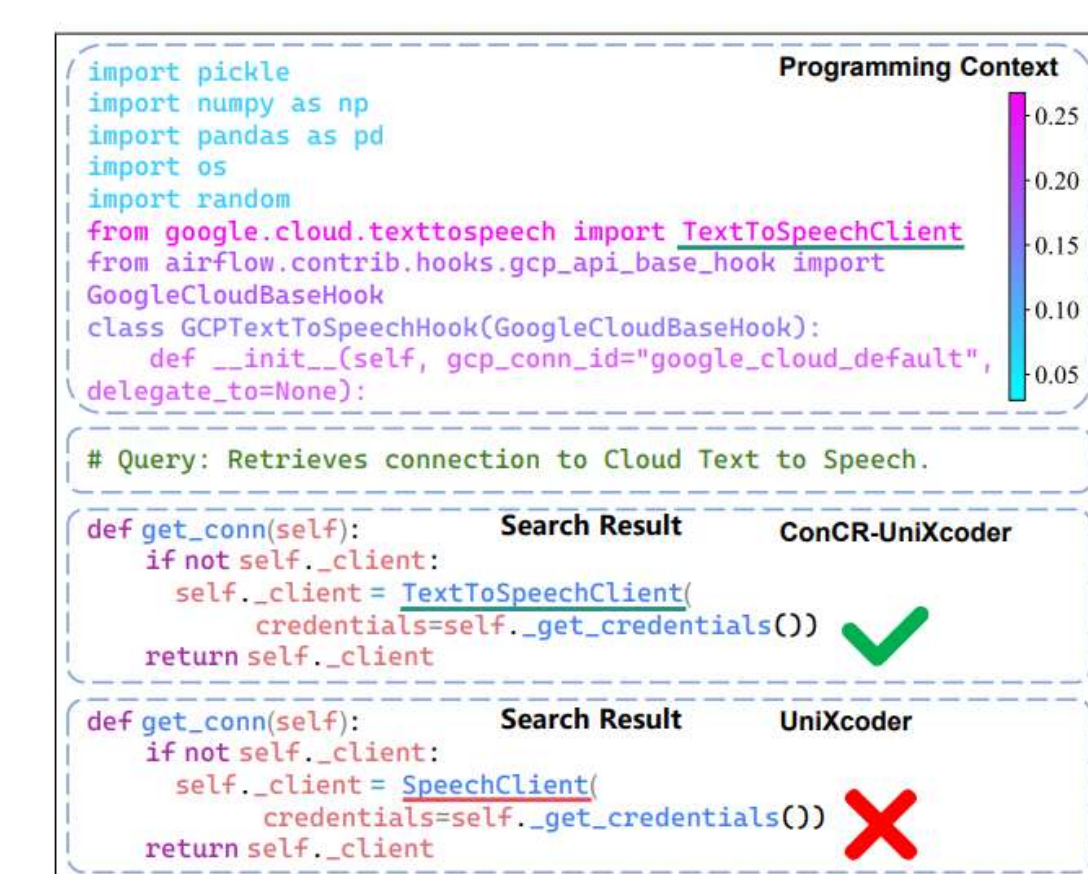 Programming Context
import pickle
import numpy as np
import pandas as pd
import os
import random
from google.cloud.texttospeech import TextToSpeechClient
from airflow.contrib.hooks.gcp_api_base_hook import
GoogleCloudBaseHook
class GCPTextToSpeechHook(GoogleCloudBaseHook):
    def __init__(self, gcp_conn_id="google_cloud_default",
delegate_to=None):
0.25
0.20
0.15
0.10
0.05
# Query: Retrieves connection to Cloud Text to Speech.
def get_conn(self): Search Result ConCR-UniXcoder
    if not self._client:
      self._client = TextToSpeechClient(
            credentials=self._get_credentials())
    return self._client
def get_conn(self): Search Result UniXcoder
    if not self._client:
      self._client = SpeechClient(
            credentials=self._get_credentials())
    return self._client